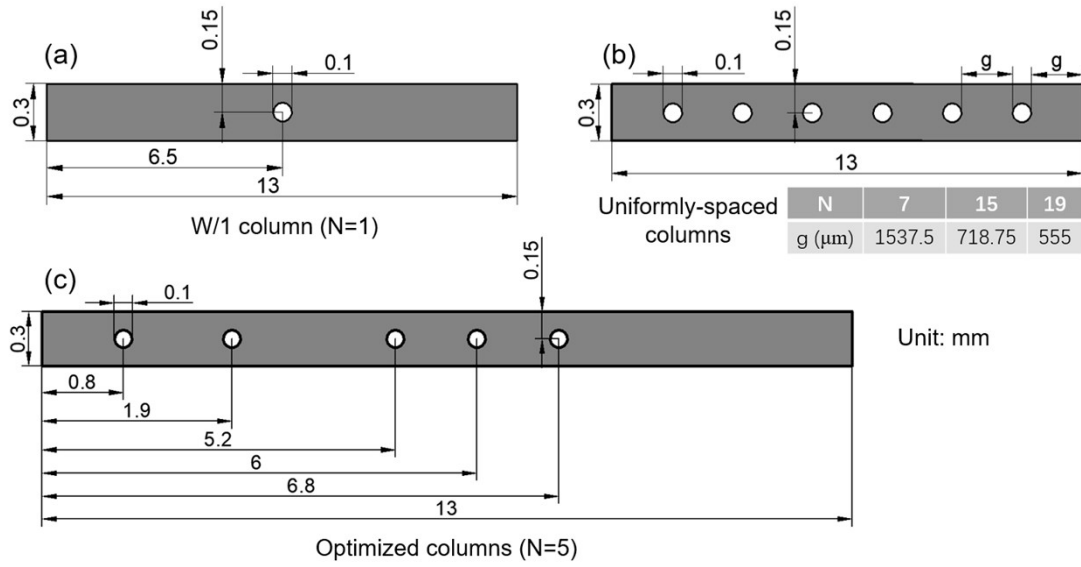 (a)
0.15
0.1
0.3
6.5
13
W/1 column (N=1)
(b)
0.1
0.15
g
g
0.3
13
Uniformly-spaced
columns
N 7 15 19
g (μm) 1537.5 718.75 555
(c)
0.1
0.15
0.3
0.8
1.9
5.2
6
6.8
13
Unit: mm
Optimized columns (N=5)